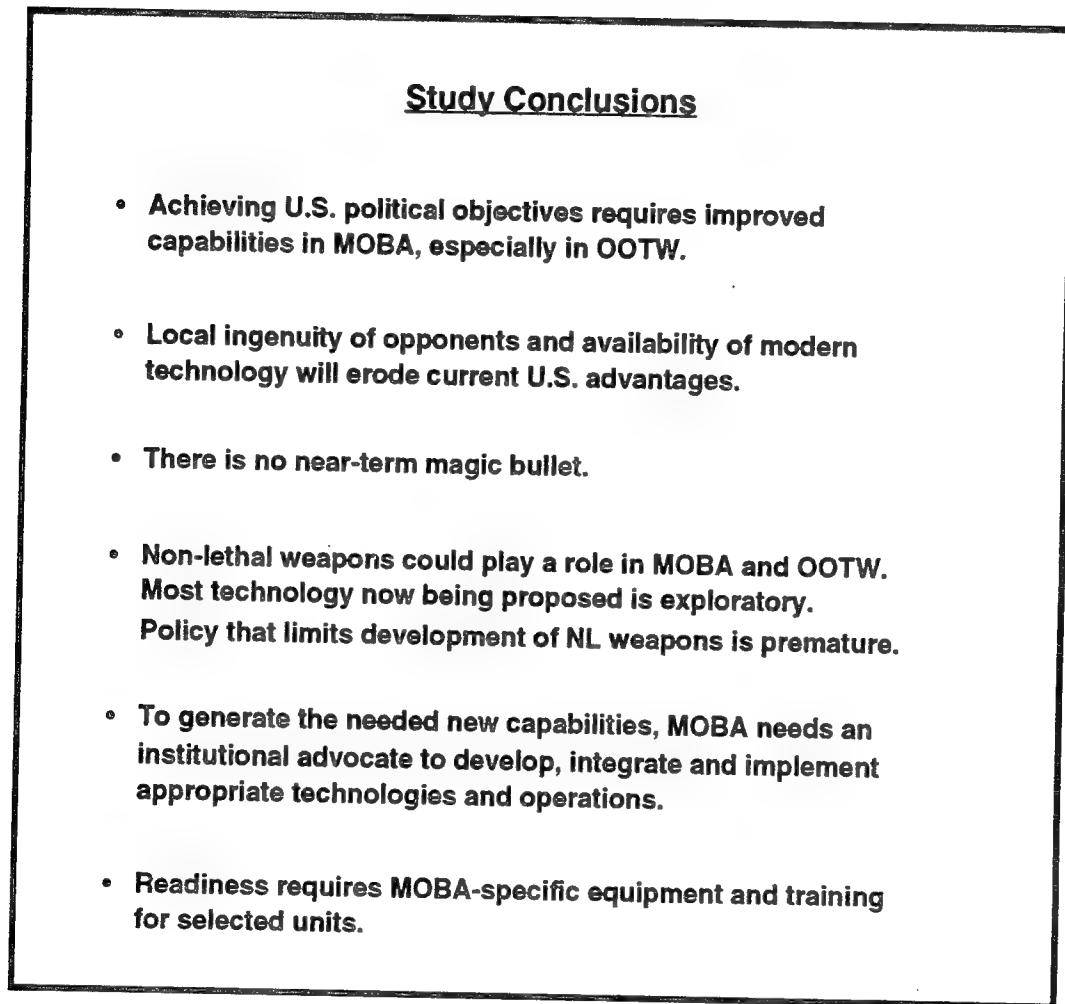 Study Conclusions
• Achieving U.S. political objectives requires improved
capabilities in MOBA, especially in OOTW.
• Local ingenuity of opponents and availability of modern
technology will erode current U.S. advantages.
• There is no near-term magic bullet.
• Non-lethal weapons could play a role in MOBA and OOTW.
Most technology now being proposed is exploratory.
Policy that limits development of NL weapons is premature.
• To generate the needed new capabilities, MOBA needs an
institutional advocate to develop, integrate and implement
appropriate technologies and operations.
• Readiness requires MOBA-specific equipment and training
for selected units.